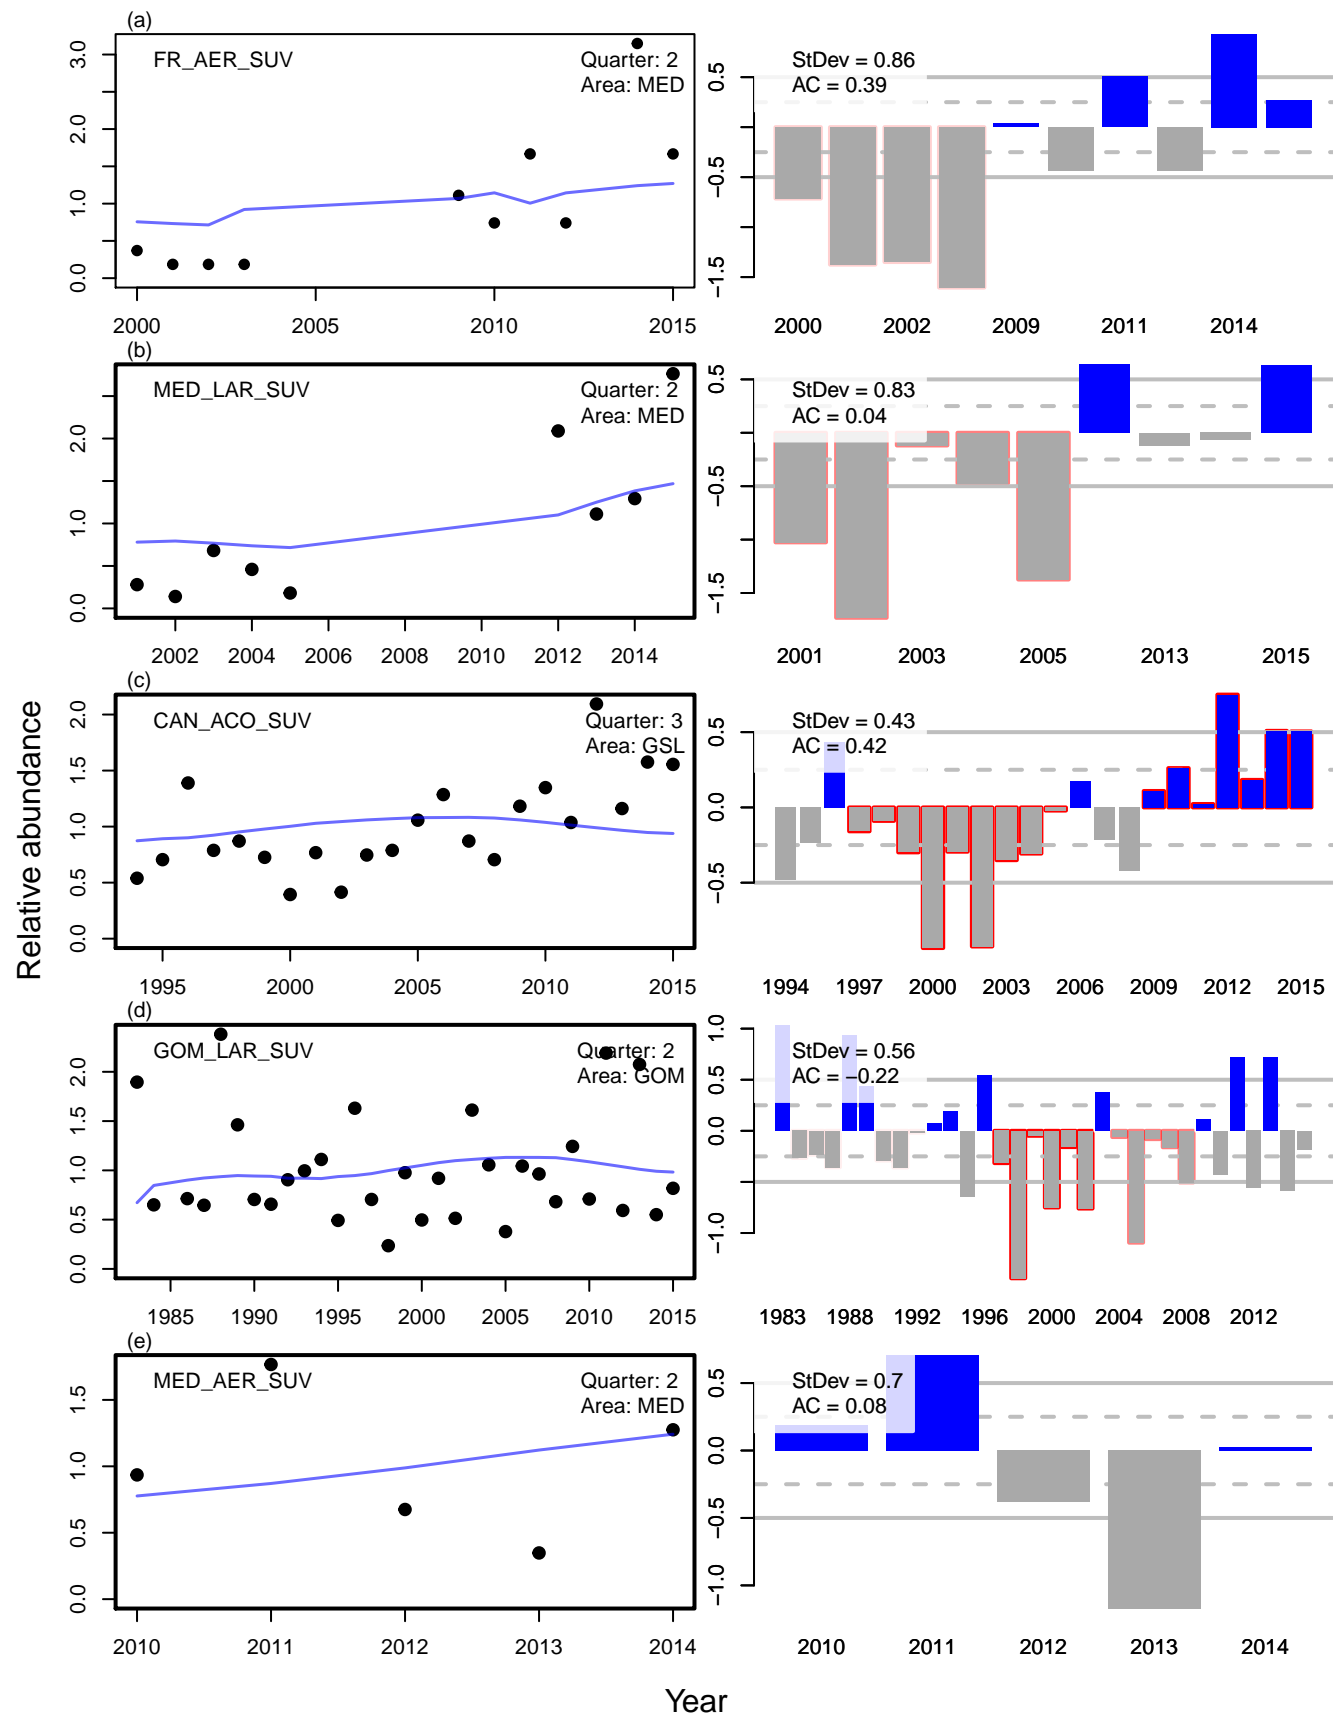 (a)
FR_AER_SUV
Quarter: 2
Area: MED
0.0 1.0 2.0 3.0
2000 2005 2010 2015
StDev = 0.86
AC = 0.39
−1.5 −0.5 0.5
2000 2002 2009 2011 2014
(b)
MED_LAR_SUV
Quarter: 2
Area: MED
0.0 1.0 2.0
2002 2004 2006 2008 2010 2012 2014
StDev = 0.83
AC = 0.04
−1.5 −0.5 0.5
2001 2003 2005 2013 2015
(c)
CAN_ACO_SUV
Quarter: 3
Area: GSL
0.0 0.5 1.0 1.5 2.0
1995 2000 2005 2010 2015
StDev = 0.43
AC = 0.42
−0.5 0.0 0.5
1994 1997 2000 2003 2006 2009 2012 2015
(d)
GOM_LAR_SUV
Quarter: 2
Area: GOM
0.0 0.5 1.0 1.5 2.0
1985 1990 1995 2000 2005 2010 2015
StDev = 0.56
AC = −0.22
−1.0 0.0 0.5 1.0
1983 1988 1992 1996 2000 2004 2008 2012
(e)
MED_AER_SUV
Quarter: 2
Area: MED
0.0 0.5 1.0 1.5
2010 2011 2012 2013 2014
StDev = 0.7
AC = 0.08
−1.0 −0.5 0.0 0.5
2010 2011 2012 2013 2014
Relative abundance
Year